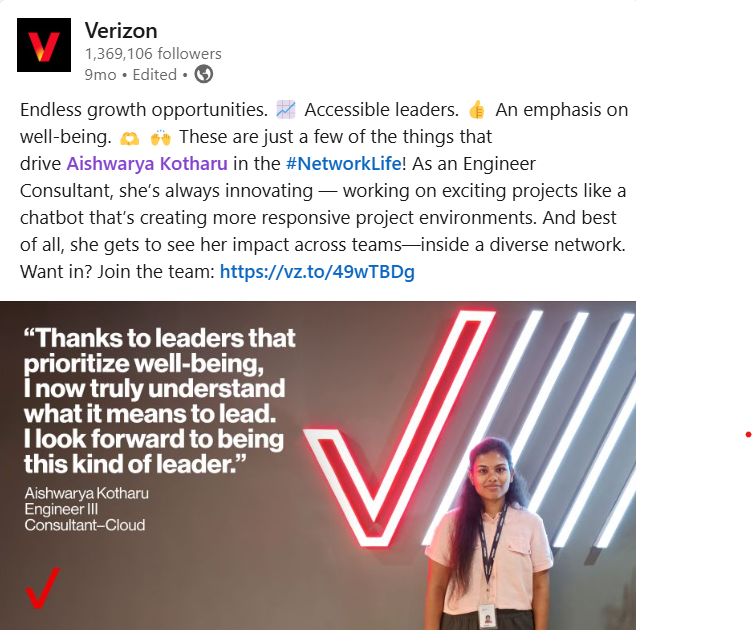 Verizon
1,369,106 followers
9mo • Edited •
Endless growth opportunities. 📈 Accessible leaders. 👍 An emphasis on
well-being. 🫶 🙌 These are just a few of the things that
drive Aishwarya Kotharu in the #NetworkLife! As an Engineer
Consultant, she’s always innovating — working on exciting projects like a
chatbot that’s creating more responsive project environments. And best
of all, she gets to see her impact across teams—inside a diverse network.
Want in? Join the team: https://vz.to/49wTBDg
“Thanks to leaders that
prioritize well-being,
I now truly understand
what it means to lead.
I look forward to being
this kind of leader.”
Aishwarya Kotharu
Engineer III
Consultant–Cloud